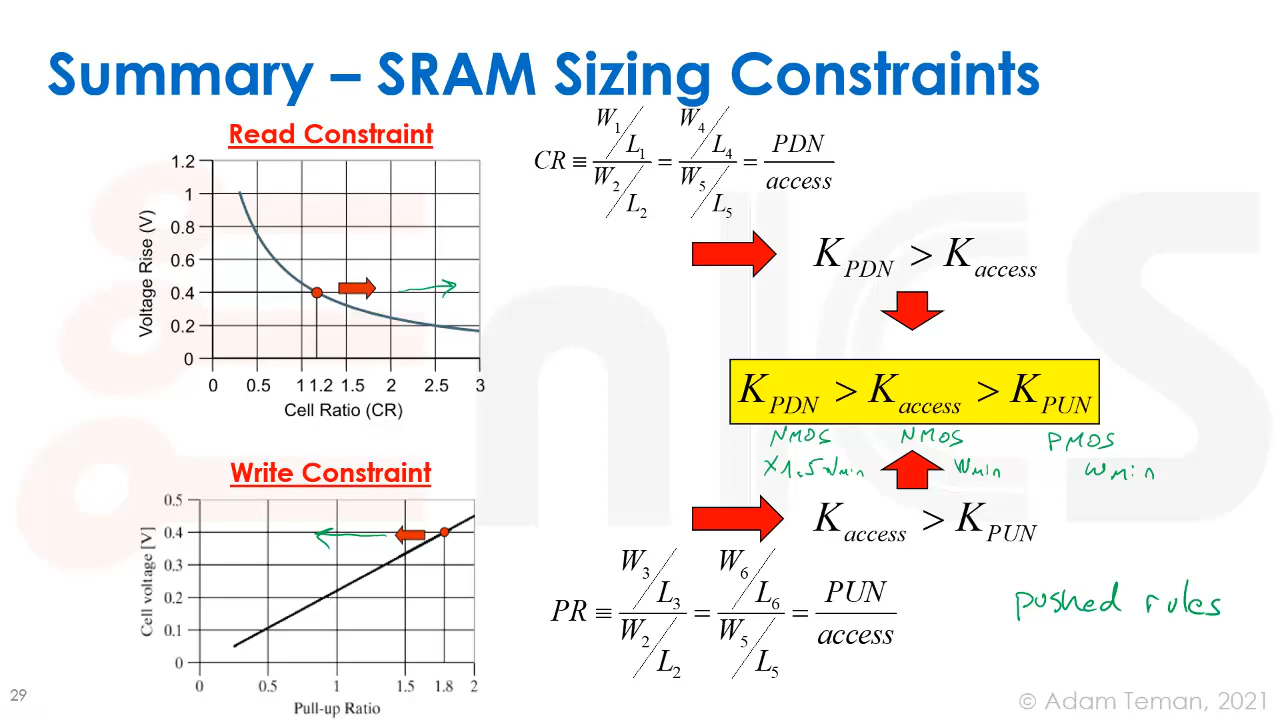 Summary – SRAM Sizing Constraints
Read Constraint
Voltage Rise (V)
1.2
1
0.8
0.6
0.4
0.2
0
0 0.5 1 1.2 1.5 2 2.5 3
Cell Ratio (CR)
CR ≡ (W1/L1)/(W2/L2) = (W4/L4)/(W5/L5) = PDN/access
K_PDN > K_access
K_PDN > K_access > K_PUN
NMOS NMOS PMOS
x1.5Wmin Wmin Wmin
K_access > K_PUN
Write Constraint
Cell voltage [V]
0.5
0.4
0.3
0.2
0.1
0
0 0.5 1 1.5 1.8 2
Pull-up Ratio
PR ≡ (W3/L3)/(W2/L2) = (W6/L6)/(W5/L5) = PUN/access
pushed rules
29
© Adam Teman, 2021